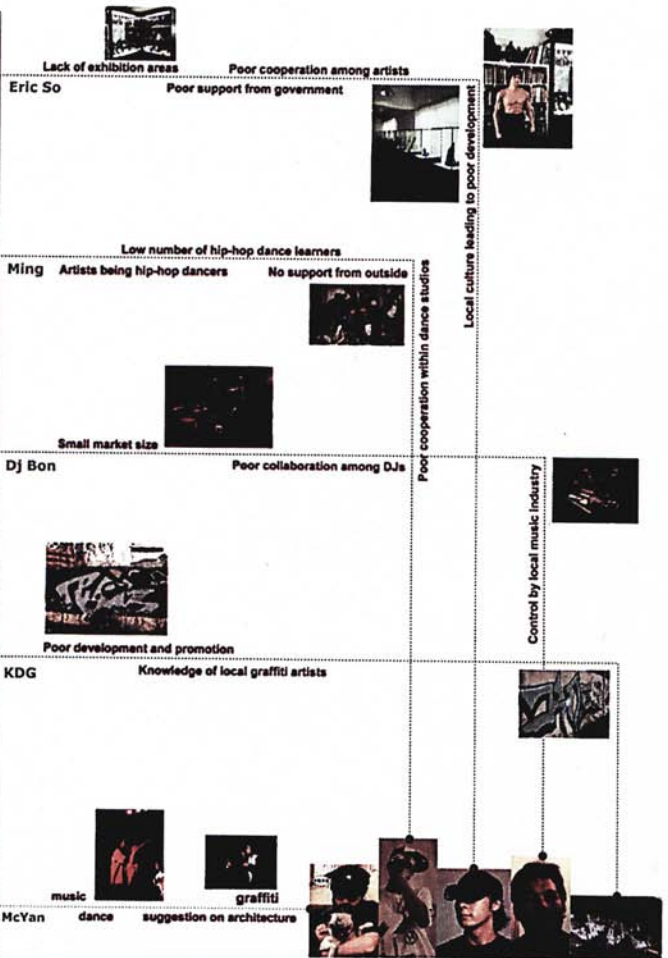 Lack of exhibition areas
Poor cooperation among artists
Eric So
Poor support from government
Local culture leading to poor development
Low number of hip-hop dance learners
Ming
Artists being hip-hop dancers
No support from outside
Poor cooperation within dance studios
Small market size
Dj Bon
Poor collaboration among DJs
Control by local music industry
Poor development and promotion
KDG
Knowledge of local graffiti artists
music
graffiti
McYan
dance
suggestion on architecture